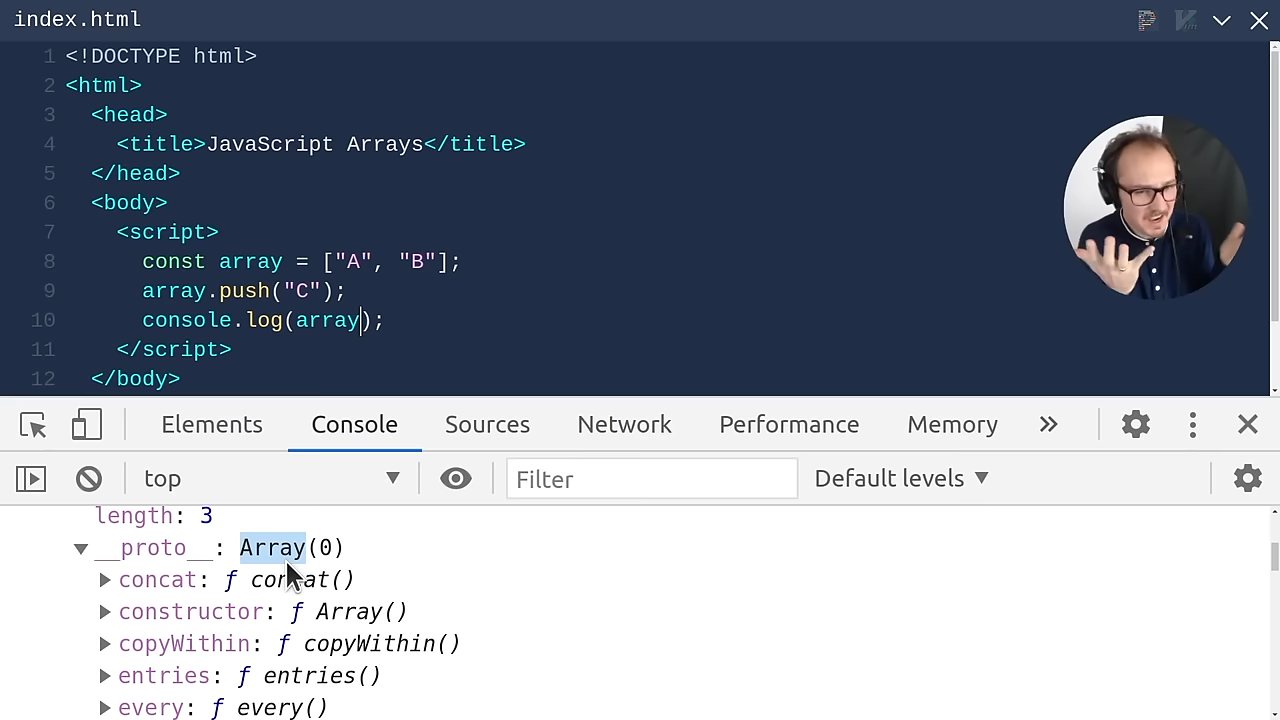 index.html
1 <!DOCTYPE html>
2 <html>
3 <head>
4 <title>JavaScript Arrays</title>
5 </head>
6 <body>
7 <script>
8 const array = ["A", "B"];
9 array.push("C");
10 console.log(array);
11 </script>
12 </body>
Elements Console Sources Network Performance Memory
top Filter Default levels
length: 3
__proto__: Array(0)
concat: ƒ concat()
constructor: ƒ Array()
copyWithin: ƒ copyWithin()
entries: ƒ entries()
every: ƒ every()